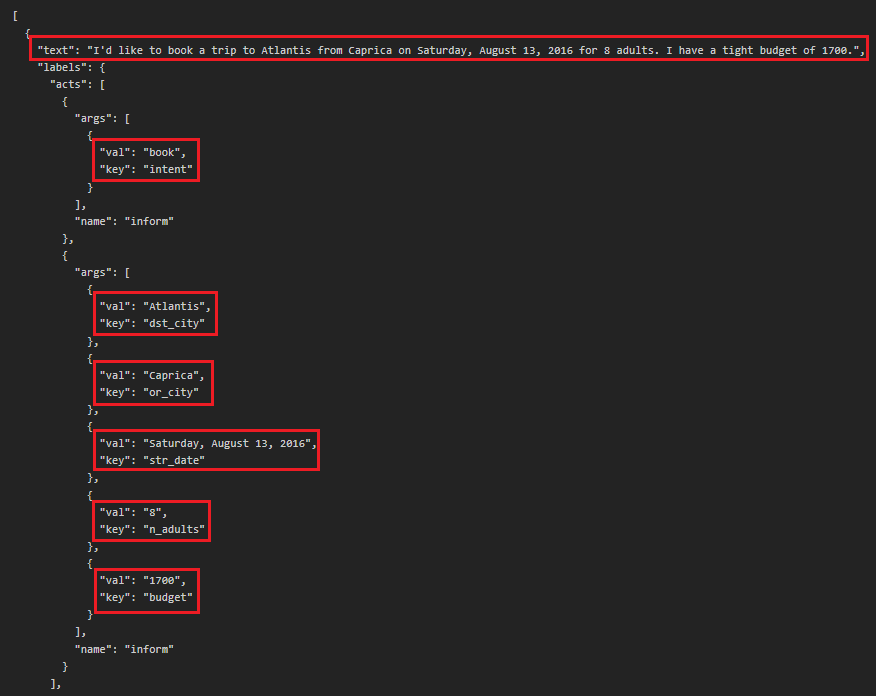 [
{
"text": "I'd like to book a trip to Atlantis from Caprica on Saturday, August 13, 2016 for 8 adults. I have a tight budget of 1700.",
"labels": {
"acts": [
{
"args": [
{
"val": "book",
"key": "intent"
}
],
"name": "inform"
},
{
"args": [
{
"val": "Atlantis",
"key": "dst_city"
},
{
"val": "Caprica",
"key": "or_city"
},
{
"val": "Saturday, August 13, 2016",
"key": "str_date"
},
{
"val": "8",
"key": "n_adults"
},
{
"val": "1700",
"key": "budget"
}
],
"name": "inform"
}
],